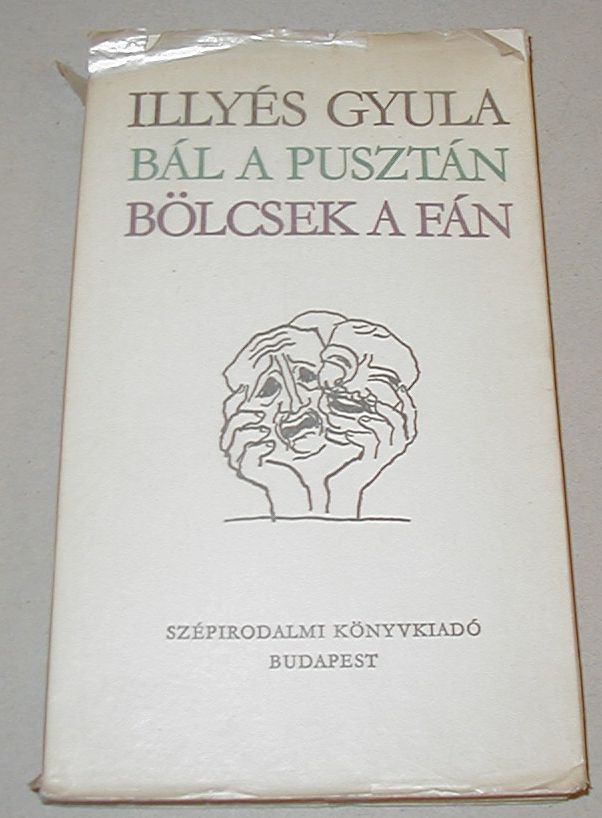 ILLYÉS GYULA
BÁL A PUSZTÁN
BÖLCSEK A FÁN
SZÉPIRODALMI KÖNYVKIADÓ
BUDAPEST